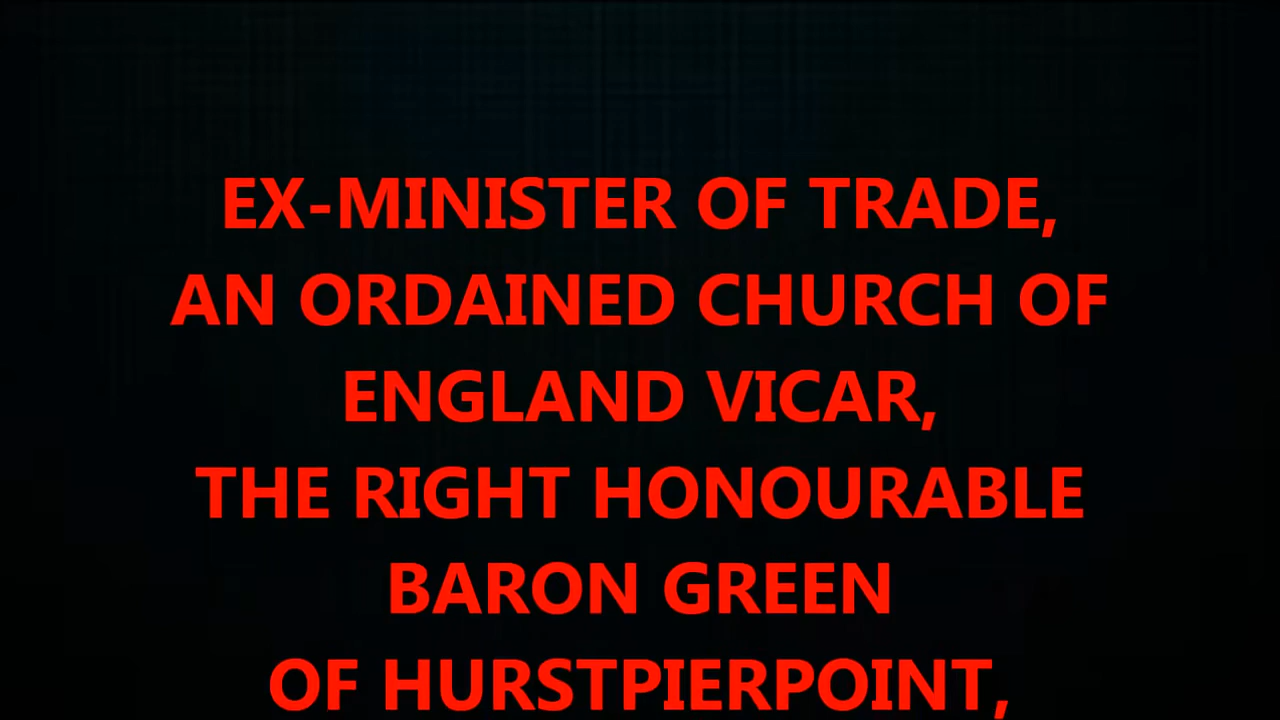 EX-MINISTER OF TRADE,
AN ORDAINED CHURCH OF
ENGLAND VICAR,
THE RIGHT HONOURABLE
BARON GREEN
OF HURSTPIERPOINT,